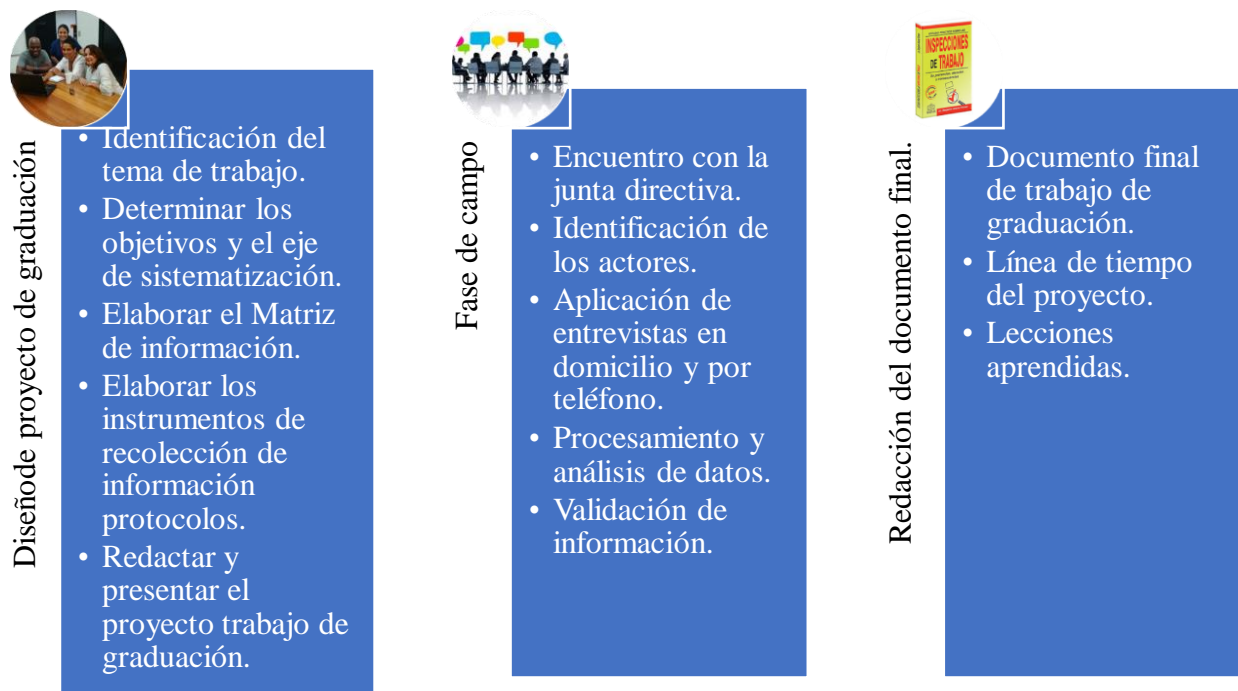 Diseñode proyecto de graduación
• Identificación del
tema de trabajo.
• Determinar los
objetivos y el eje
de sistematización.
• Elaborar el Matriz
de información.
• Elaborar los
instrumentos de
recolección de
información
protocolos.
• Redactar y
presentar el
proyecto trabajo de
graduación.
Fase de campo
• Encuentro con la
junta directiva.
• Identificación de
los actores.
• Aplicación de
entrevistas en
domicilio y por
teléfono.
• Procesamiento y
análisis de datos.
• Validación de
información.
INSPECCIONES
DE TRABAJO
Redacción del documento final.
• Documento final
de trabajo de
graduación.
• Línea de tiempo
del proyecto.
• Lecciones
aprendidas.